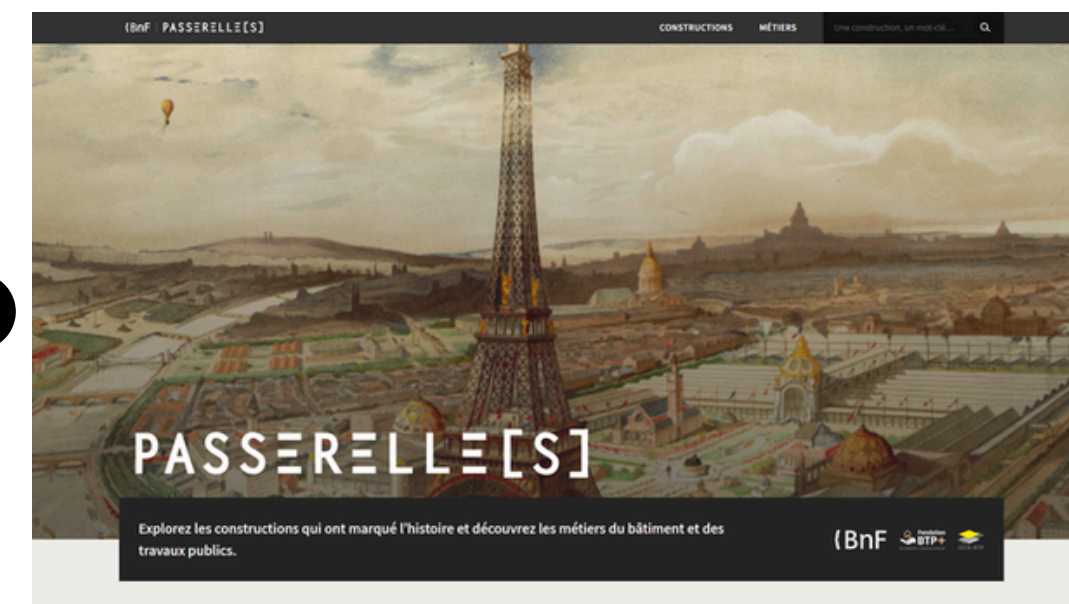 {BnF PASSERELLE[S]
CONSTRUCTIONS MÉTIERS Une construction, un mot-clé...
PASSERELLE[S]
Explorez les constructions qui ont marqué l'histoire et découvrez les métiers du bâtiment et des
travaux publics.
{BnF Fondation
BTP+